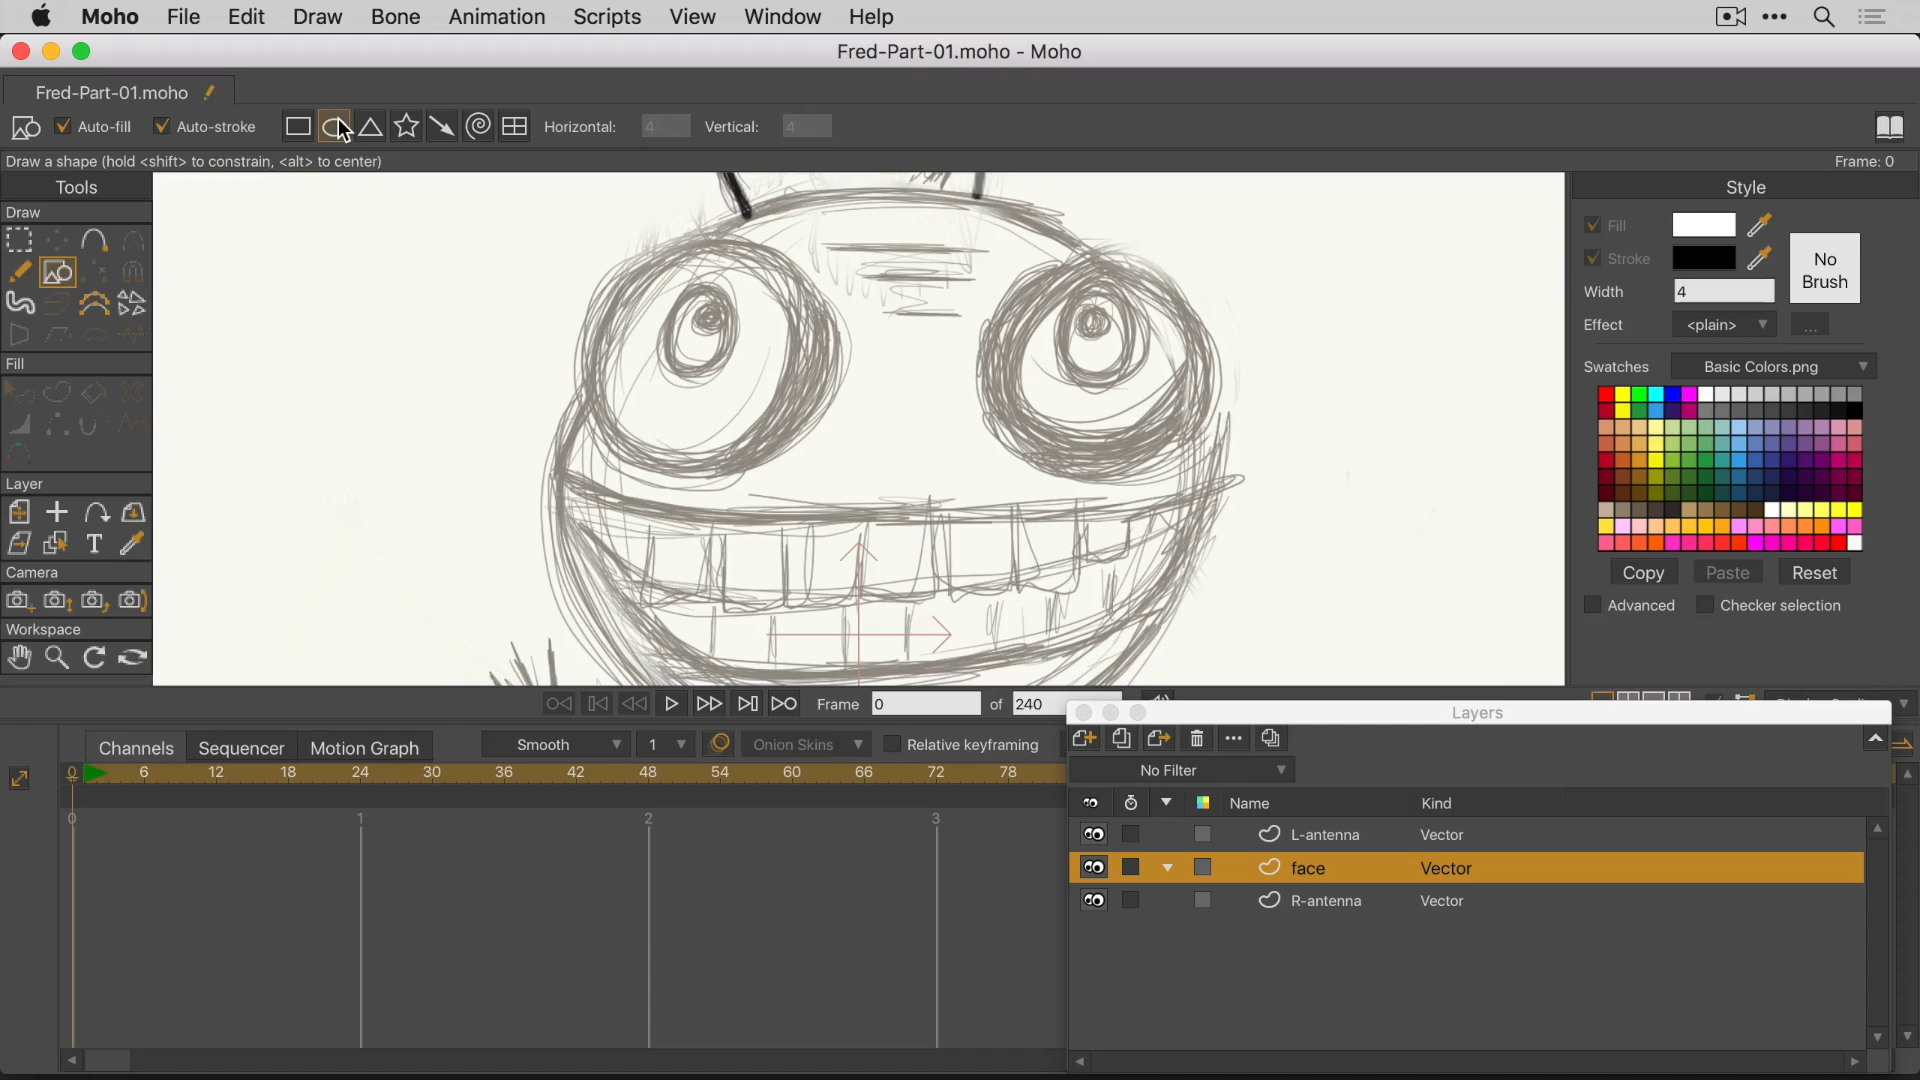 Moho File Edit Draw Bone Animation Scripts View Window Help
Fred-Part-01.moho - Moho
Fred-Part-01.moho
Auto-fill Auto-stroke Horizontal: 4 Vertical: 4
Draw a shape (hold <shift> to constrain, <alt> to center) Frame: 0
Tools
Draw
Fill
Layer
T
Camera
Workspace
Style
Fill
Stroke
No
Brush
Width 4
Effect <plain> ...
Swatches Basic Colors.png
Copy Paste Reset
Advanced Checker selection
Frame 0 of 240
Channels Sequencer Motion Graph Smooth 1 Onion Skins Relative keyframing
0 6 12 18 24 30 36 42 48 54 60 66 72 78
0 1 2 3
Layers
No Filter
Name Kind
L-antenna Vector
face Vector
R-antenna Vector